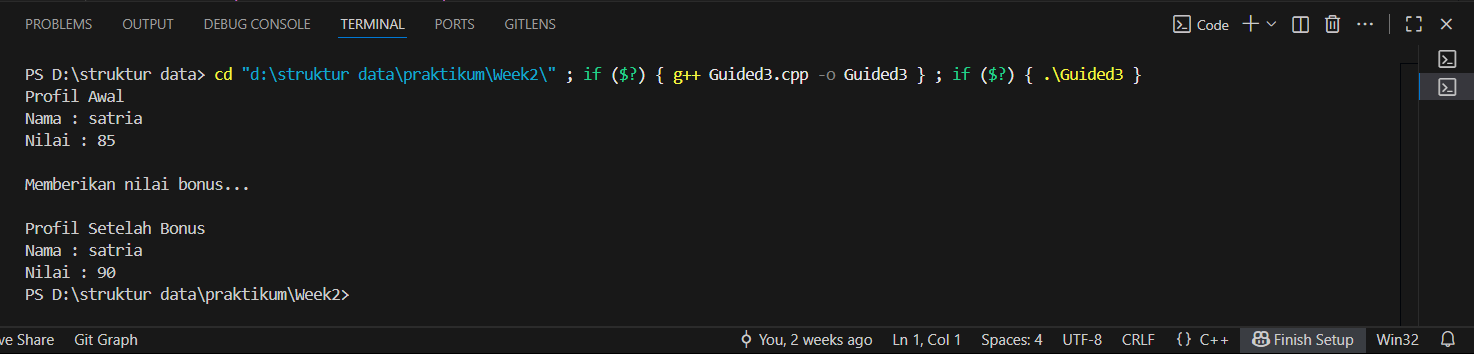 PROBLEMS OUTPUT DEBUG CONSOLE TERMINAL PORTS GITLENS Code
PS D:\struktur data> cd "d:\struktur data\praktikum\Week2\" ; if ($?) { g++ Guided3.cpp -o Guided3 } ; if ($?) { .\Guided3 }
Profil Awal
Nama : satria
Nilai : 85
Memberikan nilai bonus...
Profil Setelah Bonus
Nama : satria
Nilai : 90
PS D:\struktur data\praktikum\Week2>
ve Share Git Graph You, 2 weeks ago Ln 1, Col 1 Spaces: 4 UTF-8 CRLF {} C++ Finish Setup Win32